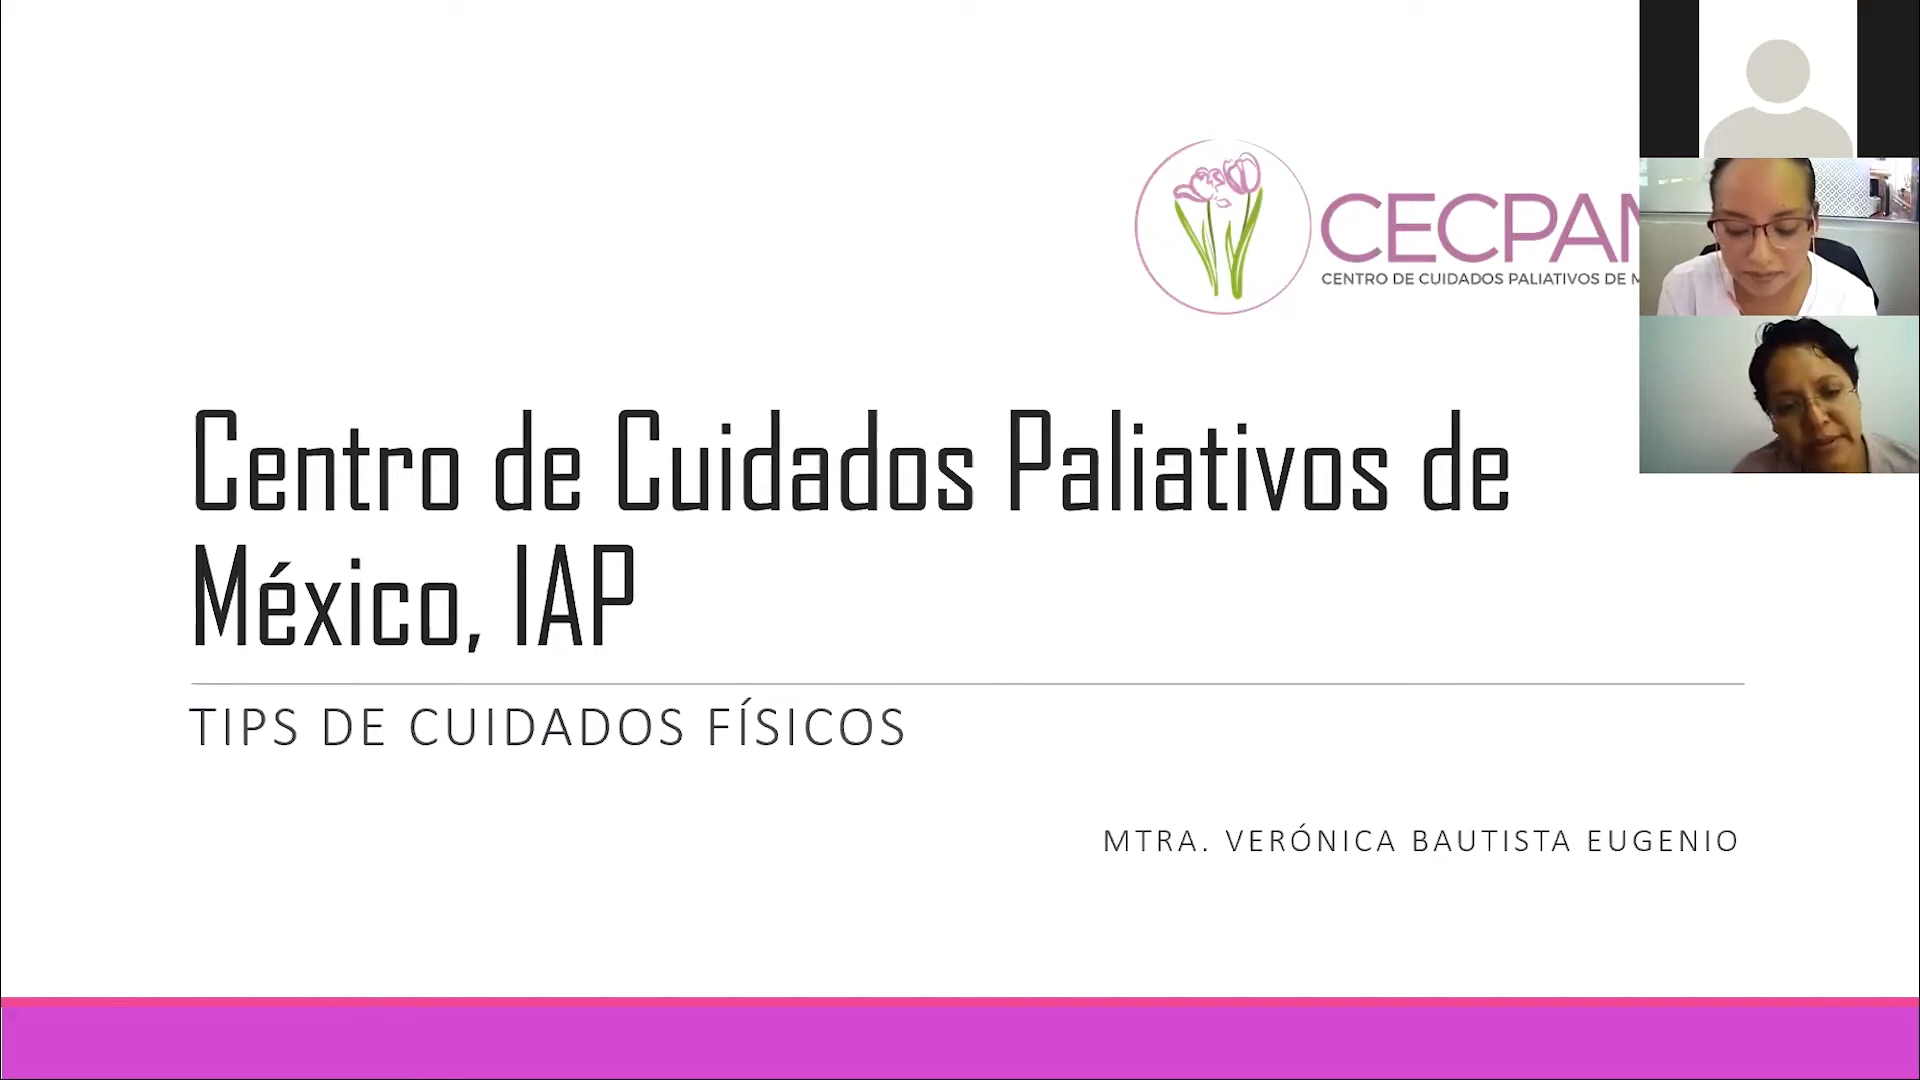 CECPAM
CENTRO DE CUIDADOS PALIATIVOS DE
Centro de Cuidados Paliativos de
México, IAP
TIPS DE CUIDADOS FÍSICOS
MTRA. VERÓNICA BAUTISTA EUGENIO